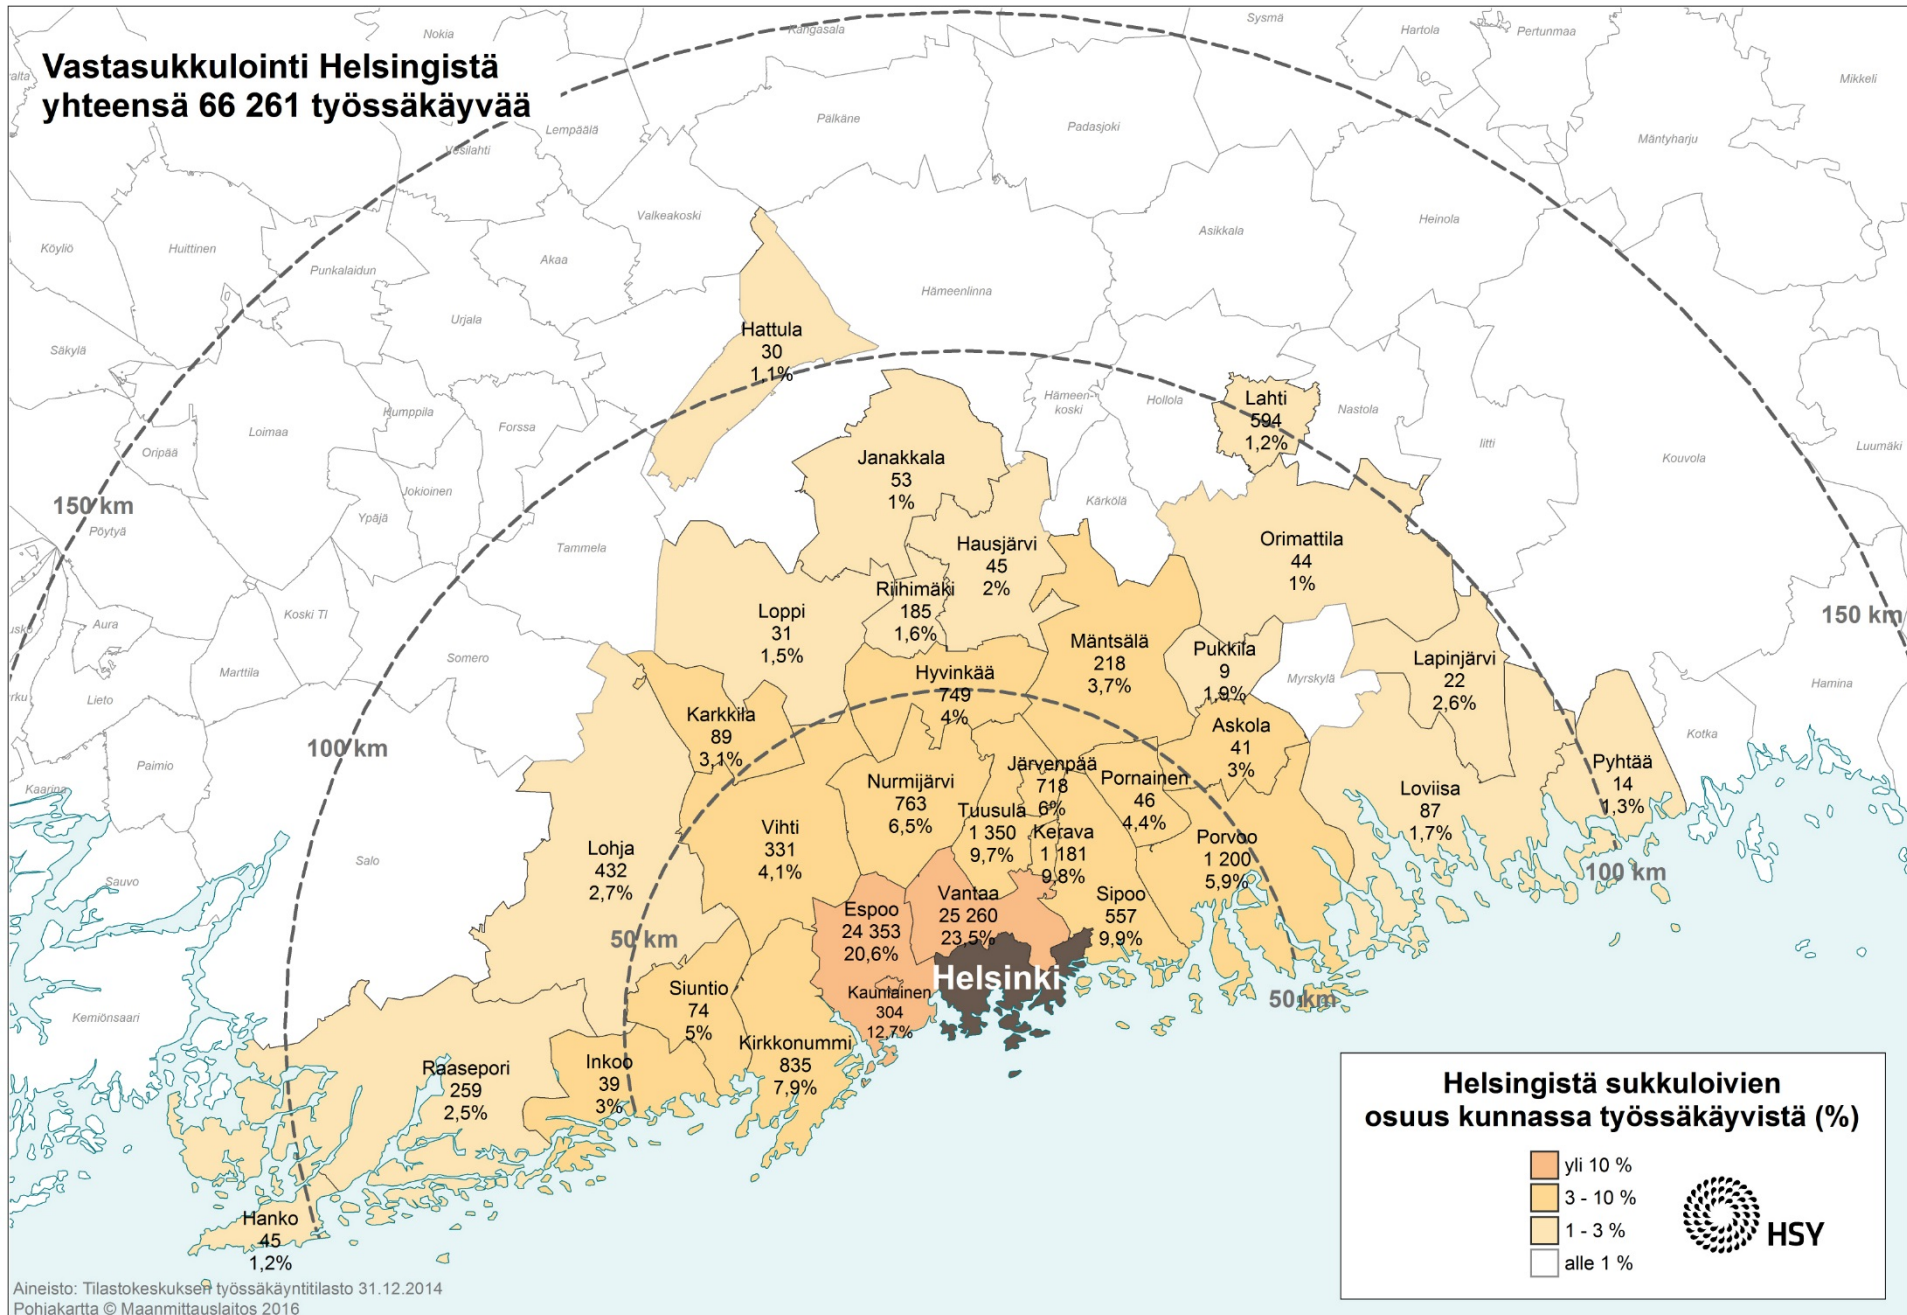 Vastasukkulointi Helsingistä
yhteensä 66 261 työssäkäyvää
Nokia
Kangasala
Sysmä
Hartola
Pertunmaa
Mikkeli
Lempäälä
Vesilahti
Pälkäne
Padasjoki
Mäntyharju
Valkeakoski
Köyliö
Huittinen
Punkalaidun
Akaa
Asikkala
Heinola
Hämeenlinna
Urjala
Säkylä
Hattula
30
1,1%
Humppila
Forssa
Loimaa
Oripää
Jokioinen
Ypäjä
Hämeen-
koski
Hollola
Lahti
594
1,2%
Nastola
Iitti
Kouvola
Luumäki
150 km
Pöytyä
Tammela
Janakkala
53
1%
Kärkölä
Hausjärvi
45
2%
Orimattila
44
1%
Riihimäki
185
1,6%
Loppi
31
1,5%
150 km
Koski Tl
Aura
Marttila
Somero
Lieto
Mäntsälä
218
3,7%
Pukkila
9
1,9%
Myrskylä
Lapinjärvi
22
2,6%
Hamina
Hyvinkää
749
4%
Karkkila
89
3,1%
100 km
Askola
41
3%
Kotka
Pyhtää
14
1,3%
Paimio
Kaarina
Järvenpää
718
6%
Pornainen
46
4,4%
Nurmijärvi
763
6,5%
Tuusula
1 350
9,7%
Kerava
1 181
9,8%
Loviisa
87
1,7%
Vihti
331
4,1%
Porvoo
1 200
5,9%
Lohja
432
2,7%
Salo
Sauvo
100 km
Espoo
24 353
20,6%
Vantaa
25 260
23,5%
Sipoo
557
9,9%
50 km
Helsinki
Kauniainen
304
12,7%
50 km
Siuntio
74
5%
Kemiönsaari
Kirkkonummi
835
7,9%
Inkoo
39
3%
Raasepori
259
2,5%
Hanko
45
1,2%
Helsingistä sukkuloivien
osuus kunnassa työssäkäyvistä (%)
yli 10 %
3 - 10 %
1 - 3 %
alle 1 %
HSY
Aineisto: Tilastokeskuksen työssäkäyntitilasto 31.12.2014
Pohjakartta © Maanmittauslaitos 2016